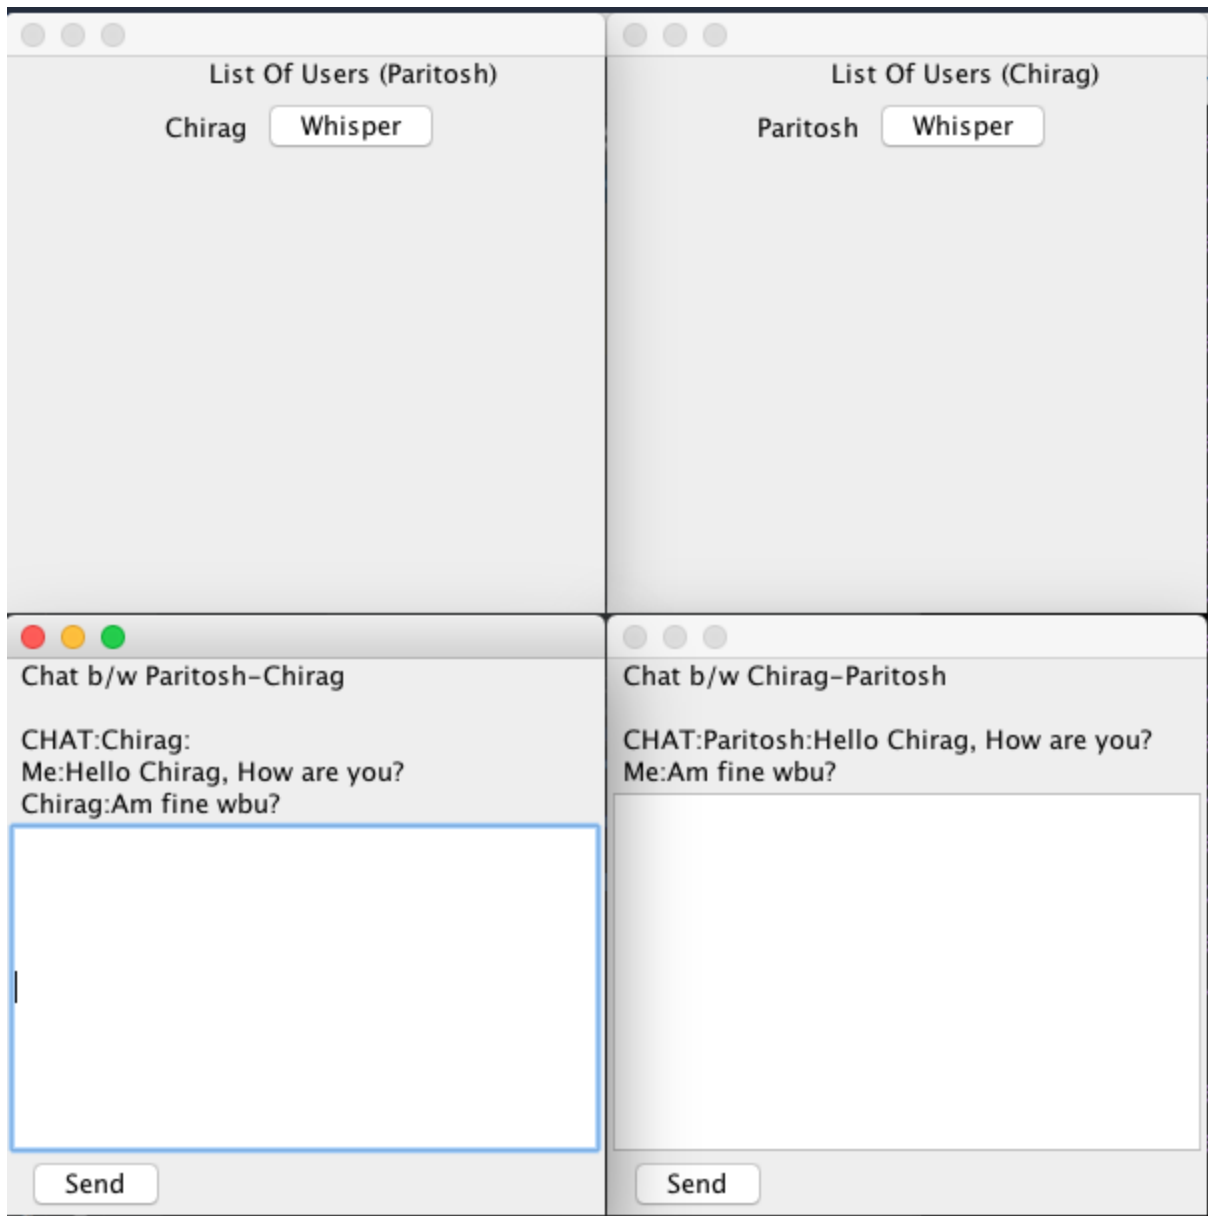 List Of Users (Paritosh)
Chirag Whisper
List Of Users (Chirag)
Paritosh Whisper
Chat b/w Paritosh-Chirag
CHAT:Chirag:
Me:Hello Chirag, How are you?
Chirag:Am fine wbu?
Send
Chat b/w Chirag-Paritosh
CHAT:Paritosh:Hello Chirag, How are you?
Me:Am fine wbu?
Send